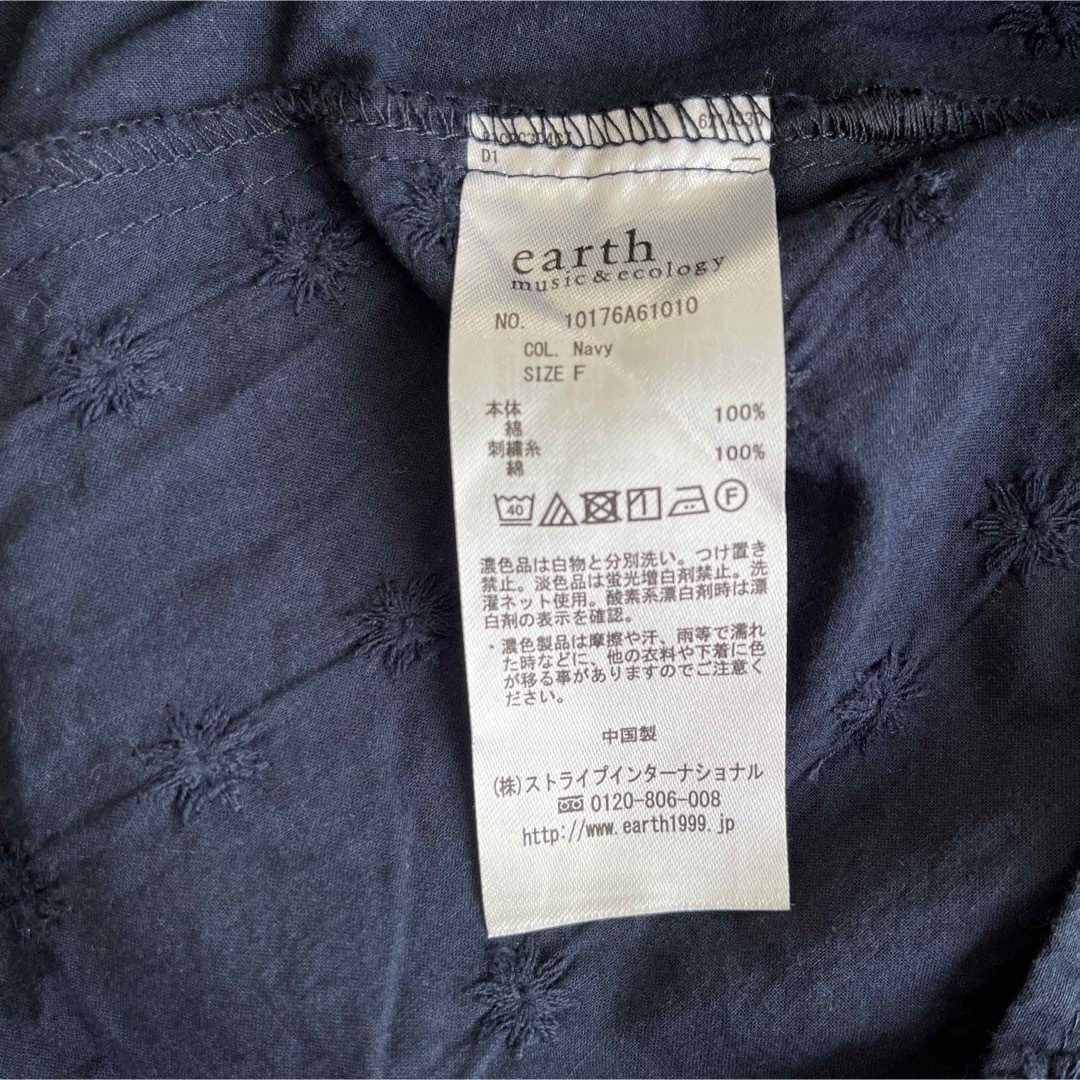 D1
earth
music&ecology
NO. 10176A61010
COL. Navy
SIZE F
本体
綿 100%
刺繍糸
綿 100%
40 F
濃色品は白物と分別洗い。つけ置き
禁止。淡色品は蛍光増白剤禁止。洗
濯ネット使用。酸素系漂白剤時は漂
白剤の表示を確認。
・濃色製品は摩擦や汗、雨等で濡れ
た時などに、他の衣料や下着に色
が移る事がありますのでご注意く
ださい。
中国製
(株)ストライプインターナショナル
0120-806-008
http://www.earth1999.jp